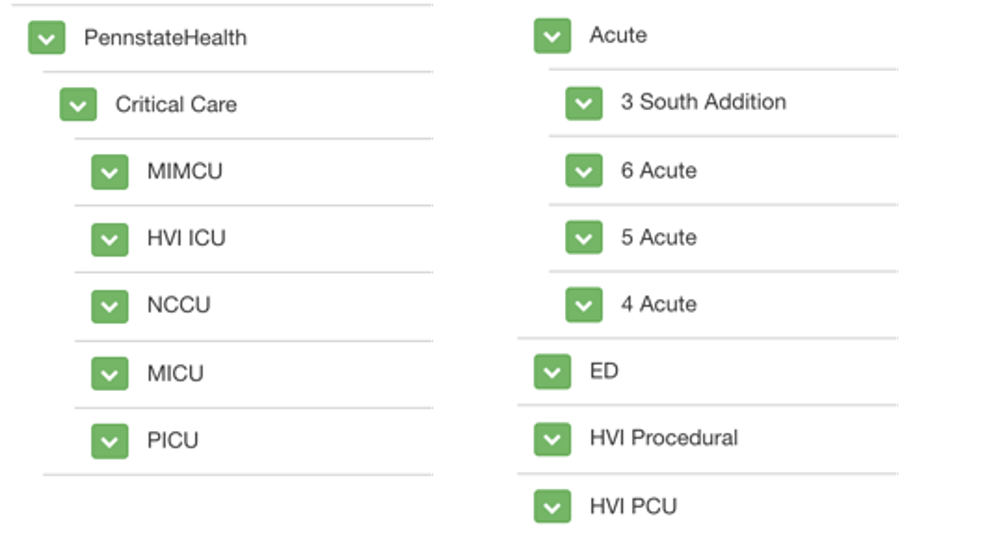 PennstateHealth
Critical Care
MIMCU
HVI ICU
NCCU
MICU
PICU
Acute
3 South Addition
6 Acute
5 Acute
4 Acute
ED
HVI Procedural
HVI PCU